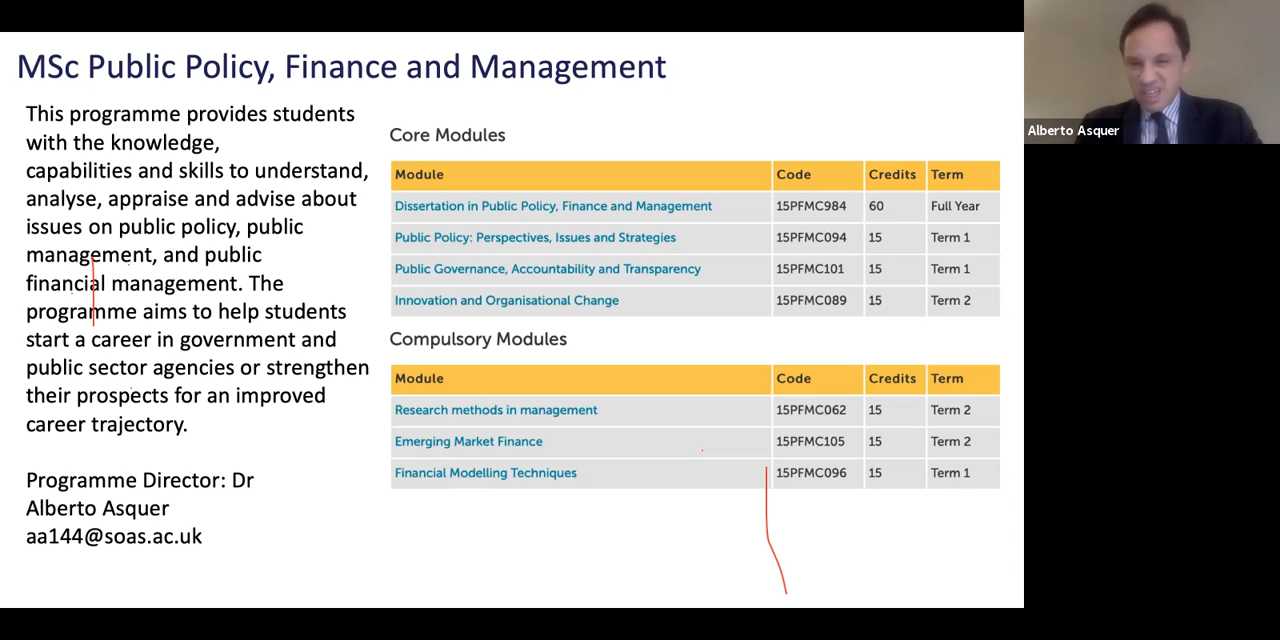 MSc Public Policy, Finance and Management
This programme provides students
with the knowledge,
capabilities and skills to understand,
analyse, appraise and advise about
issues on public policy, public
management, and public
financial management. The
programme aims to help students
start a career in government and
public sector agencies or strengthen
their prospects for an improved
career trajectory.
Programme Director: Dr
Alberto Asquer
aa144@soas.ac.uk
Core Modules
Module Code Credits Term
Dissertation in Public Policy, Finance and Management 15PFMC984 60 Full Year
Public Policy: Perspectives, Issues and Strategies 15PFMC094 15 Term 1
Public Governance, Accountability and Transparency 15PFMC101 15 Term 1
Innovation and Organisational Change 15PFMC089 15 Term 2
Compulsory Modules
Module Code Credits Term
Research methods in management 15PFMC062 15 Term 2
Emerging Market Finance 15PFMC105 15 Term 2
Financial Modelling Techniques 15PFMC096 15 Term 1
Alberto Asquer